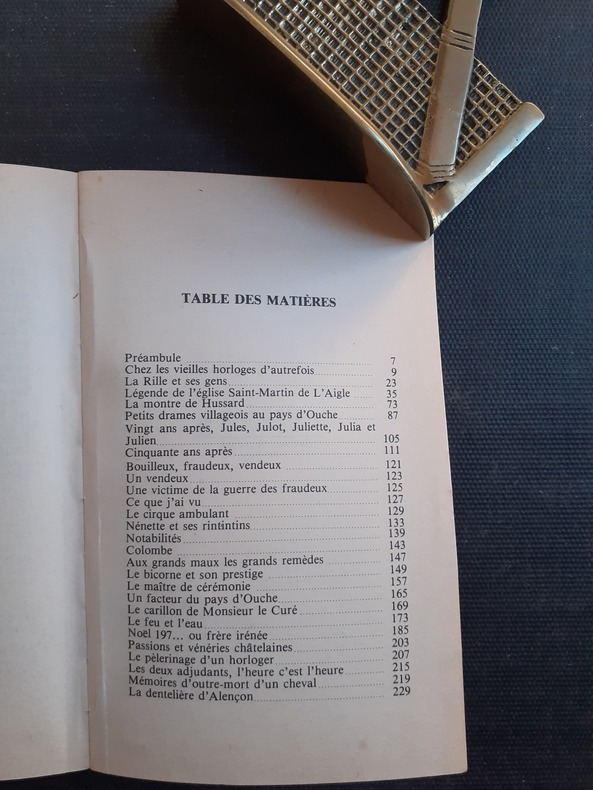 TABLE DES MATIÈRES
Préambule 7
Chez les vieilles horloges d'autrefois 9
La Rille et ses gens 23
Légende de l'église Saint-Martin de L'Aigle 35
La montre de Hussard 73
Petits drames villageois au pays d'Ouche 87
Vingt ans après, Jules, Julot, Juliette, Julia et
Julien 105
Cinquante ans après 111
Bouilleux, fraudeux, vendeux 121
Un vendeux 123
Une victime de la guerre des fraudeux 125
Ce que j'ai vu 127
Le cirque ambulant 129
Nénette et ses rintintins 133
Notabilités 139
Colombe 143
Aux grands maux les grands remèdes 147
Le bicorne et son prestige 149
Le maître de cérémonie 157
Un facteur du pays d'Ouche 165
Le carillon de Monsieur le Curé 169
Le feu et l'eau 173
Noël 197... ou frère irénée 185
Passions et véneries châtelaines 203
Le pèlerinage d'un horloger 207
Les deux adjudants, l'heure c'est l'heure 215
Mémoires d'outre-mort d'un cheval 219
La dentelière d'Alençon 229